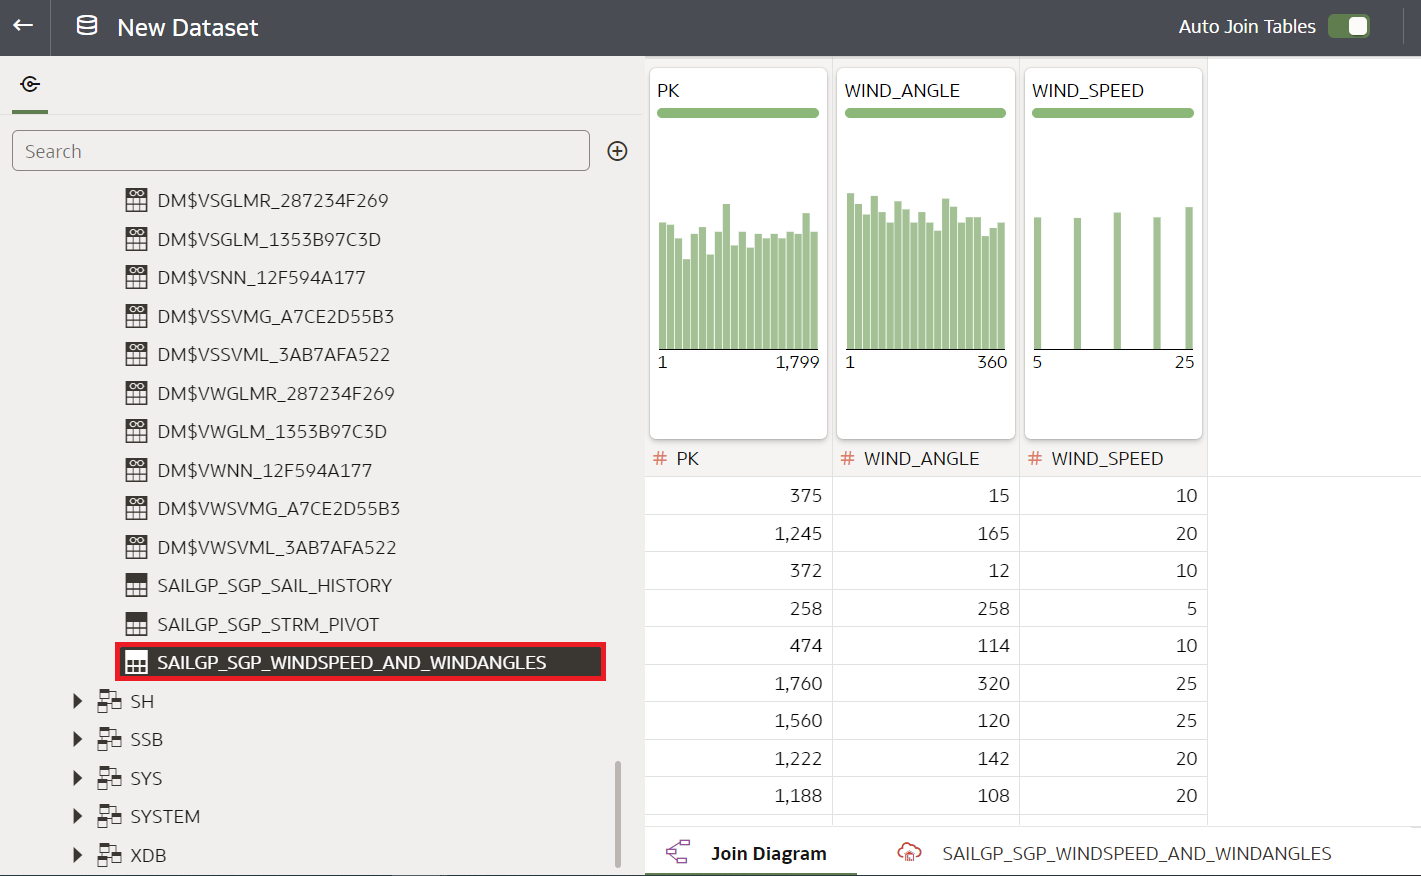 New Dataset
Auto Join Tables
Search
DM$VSGLMR_287234F269
DM$VSGLM_1353B97C3D
DM$VSNN_12F594A177
DM$VSSVMG_A7CE2D55B3
DM$VSSVML_3AB7AFA522
DM$VWGLMR_287234F269
DM$VWGLM_1353B97C3D
DM$VWNN_12F594A177
DM$VWSVMG_A7CE2D55B3
DM$VWSVML_3AB7AFA522
SAILGP_SGP_SAIL_HISTORY
SAILGP_SGP_STRM_PIVOT
SAILGP_SGP_WINDSPEED_AND_WINDANGLES
SH
SSB
SYS
SYSTEM
XDB
PK WIND_ANGLE WIND_SPEED
1 1,799 1 360 5 25
# PK # WIND_ANGLE # WIND_SPEED
375 15 10
1,245 165 20
372 12 10
258 258 5
474 114 10
1,760 320 25
1,560 120 25
1,222 142 20
1,188 108 20
Join Diagram SAILGP_SGP_WINDSPEED_AND_WINDANGLES